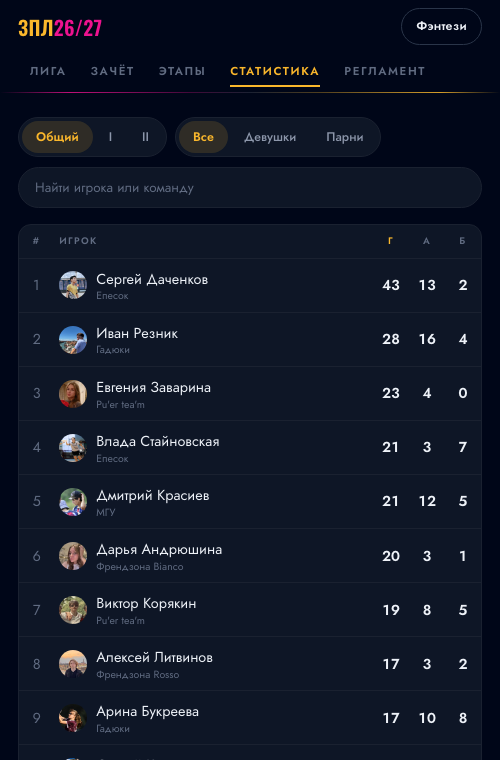 ЗПЛ26/27
Фэнтези
ЛИГА ЗАЧЁТ ЭТАПЫ СТАТИСТИКА РЕГЛАМЕНТ
Общий I II Все Девушки Парни
Найти игрока или команду
# ИГРОК Г А Б
1 Сергей Даченков 43 13 2
Епесок
2 Иван Резник 28 16 4
Гадюки
3 Евгения Заварина 23 4 0
Pu'er tea'm
4 Влада Стайновская 21 3 7
Епесок
5 Дмитрий Красиев 21 12 5
МГУ
6 Дарья Андрюшина 20 3 1
Френдзона Bianco
7 Виктор Корякин 19 8 5
Pu'er tea'm
8 Алексей Литвинов 17 3 2
Френдзона Rosso
9 Арина Букреева 17 10 8
Гадюки